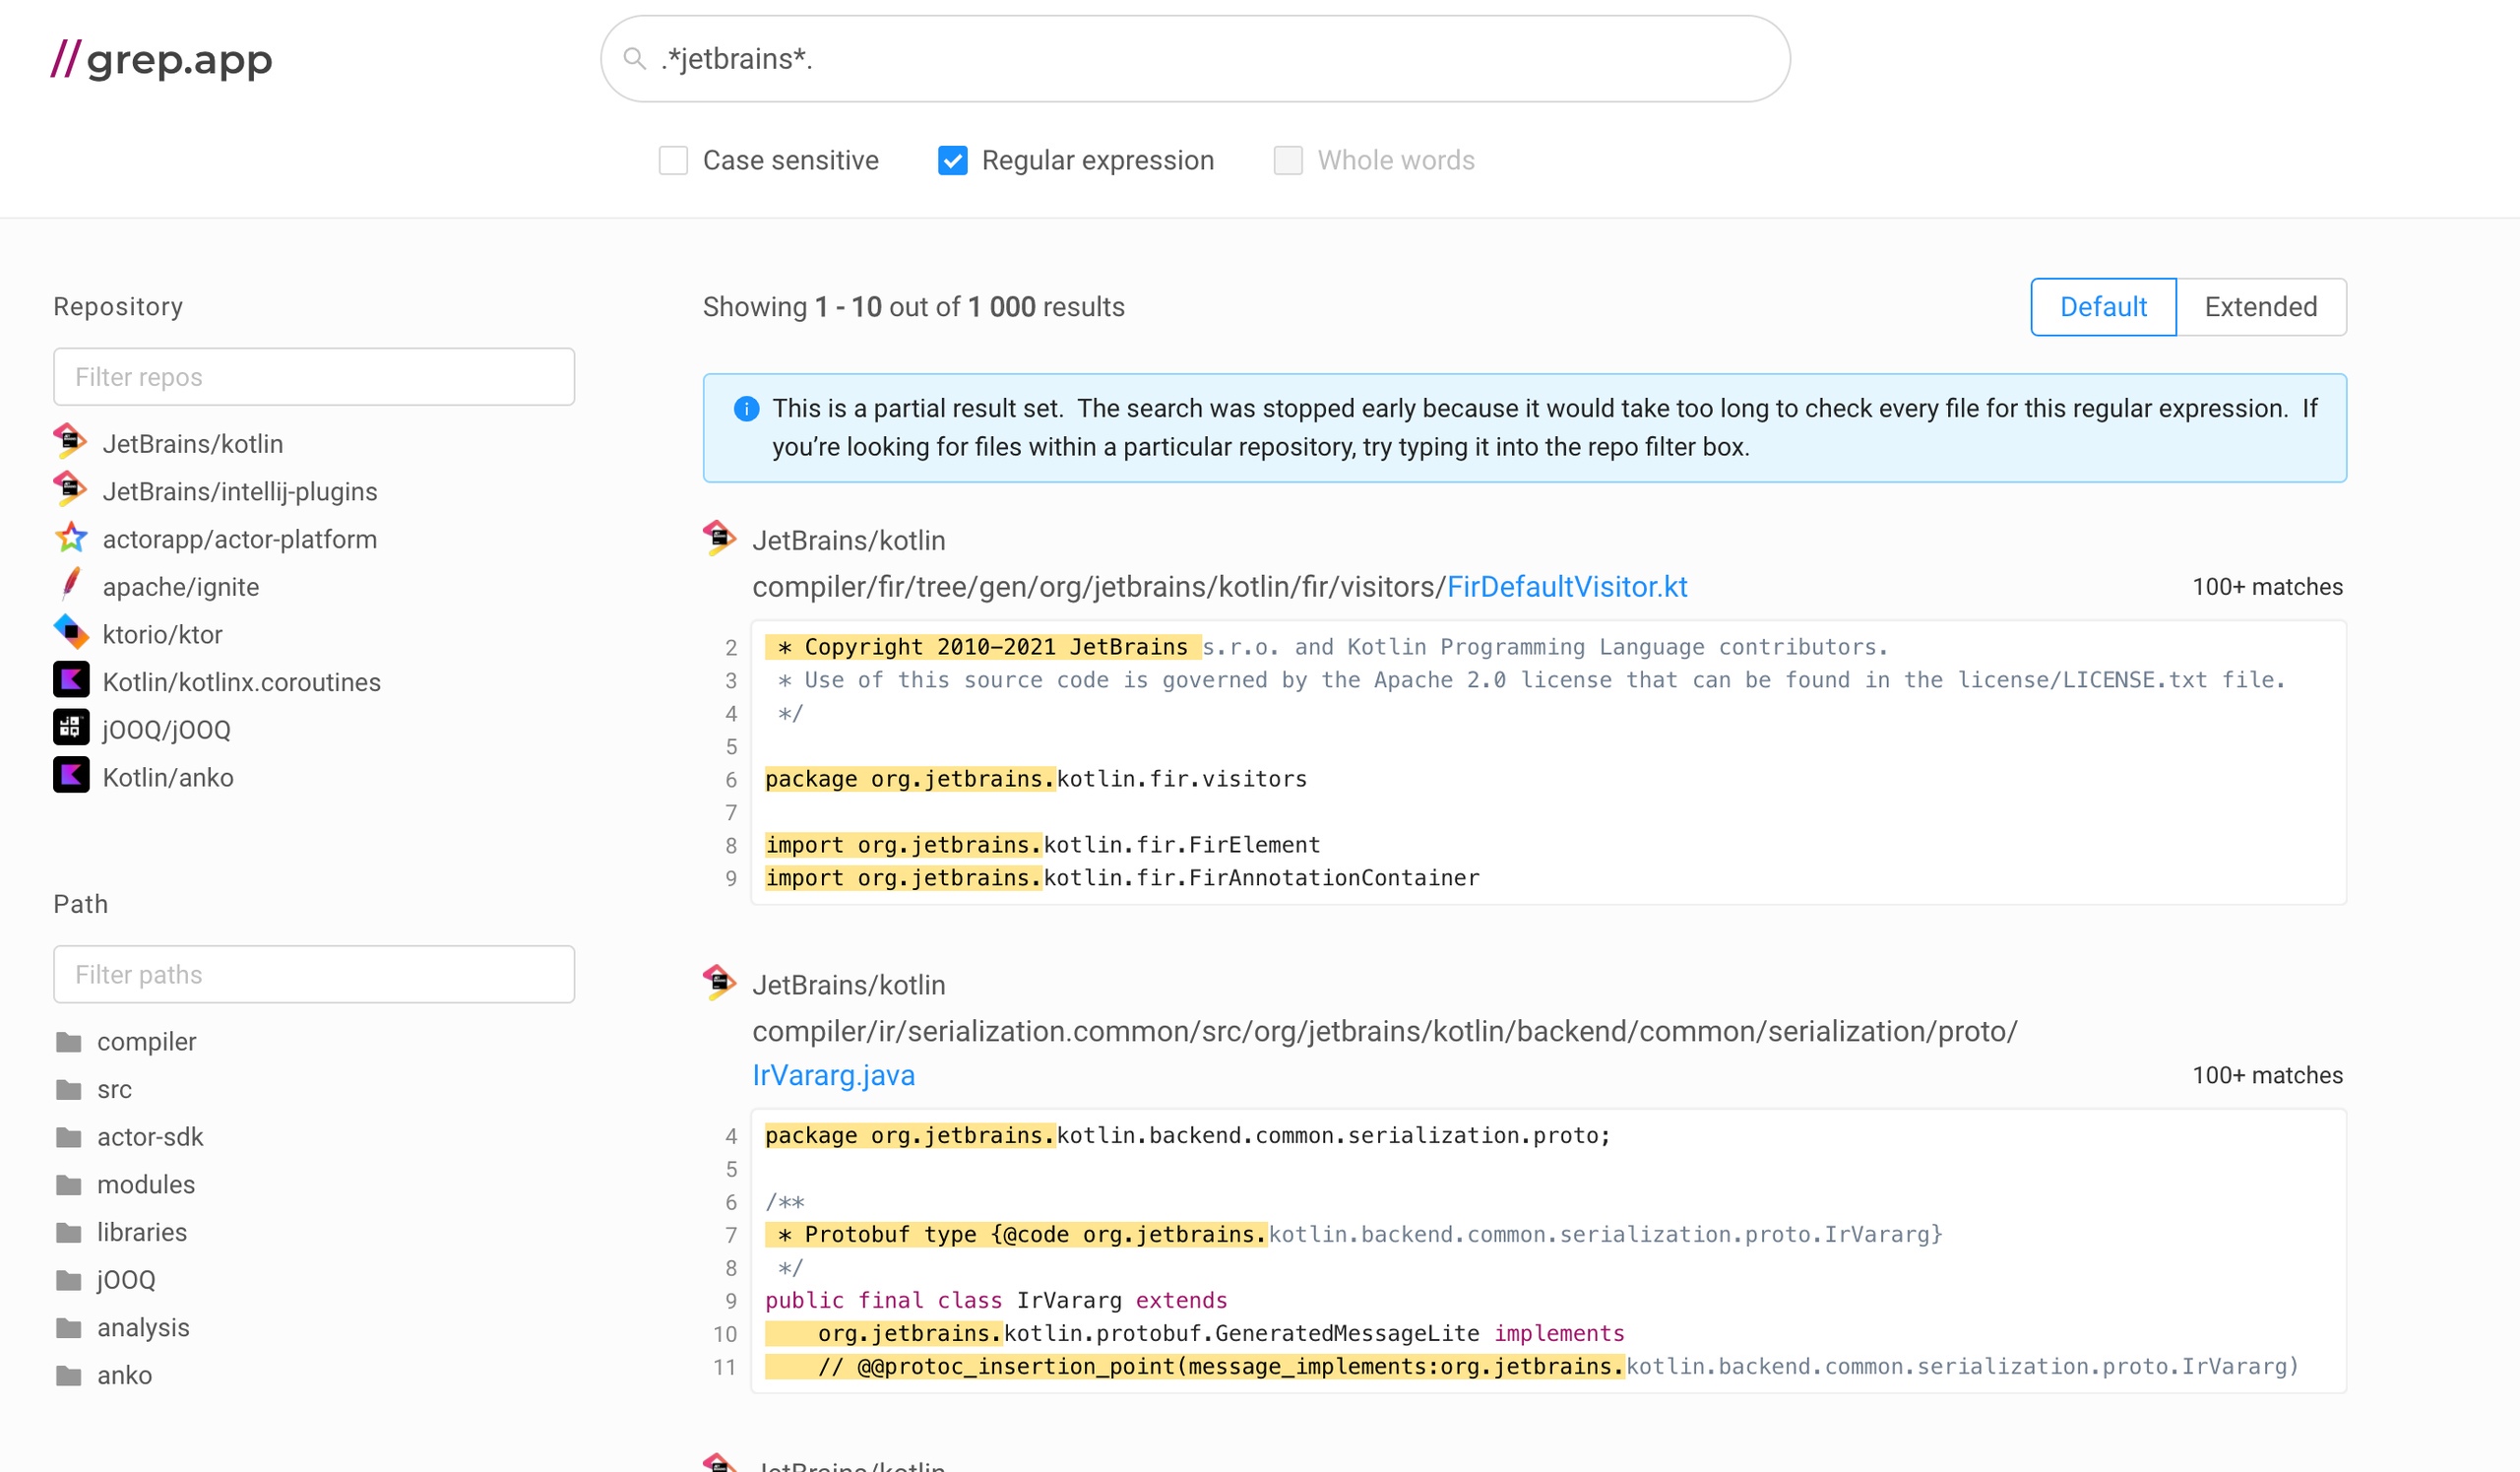 //grep.app
.*jetbrains*.
Case sensitive
Regular expression
Whole words
Repository
Filter repos
JetBrains/kotlin
JetBrains/intellij-plugins
actorapp/actor-platform
apache/ignite
ktorio/ktor
Kotlin/kotlinx.coroutines
jOOQ/jOOQ
Kotlin/anko
Path
Filter paths
compiler
src
actor-sdk
modules
libraries
jOOQ
analysis
anko
Showing 1 - 10 out of 1 000 results
Default
Extended
This is a partial result set.  The search was stopped early because it would take too long to check every file for this regular expression.  If
you’re looking for files within a particular repository, try typing it into the repo filter box.
JetBrains/kotlin
compiler/fir/tree/gen/org/jetbrains/kotlin/fir/visitors/FirDefaultVisitor.kt
100+ matches
2 * Copyright 2010-2021 JetBrains s.r.o. and Kotlin Programming Language contributors.
3 * Use of this source code is governed by the Apache 2.0 license that can be found in the license/LICENSE.txt file.
4 */
5
6 package org.jetbrains.kotlin.fir.visitors
7
8 import org.jetbrains.kotlin.fir.FirElement
9 import org.jetbrains.kotlin.fir.FirAnnotationContainer
JetBrains/kotlin
compiler/ir/serialization.common/src/org/jetbrains/kotlin/backend/common/serialization/proto/
IrVararg.java
100+ matches
4 package org.jetbrains.kotlin.backend.common.serialization.proto;
5
6 /**
7 * Protobuf type {@code org.jetbrains.kotlin.backend.common.serialization.proto.IrVararg}
8 */
9 public final class IrVararg extends
10 org.jetbrains.kotlin.protobuf.GeneratedMessageLite implements
11 // @@protoc_insertion_point(message_implements:org.jetbrains.kotlin.backend.common.serialization.proto.IrVararg)
JetBrains/kotlin